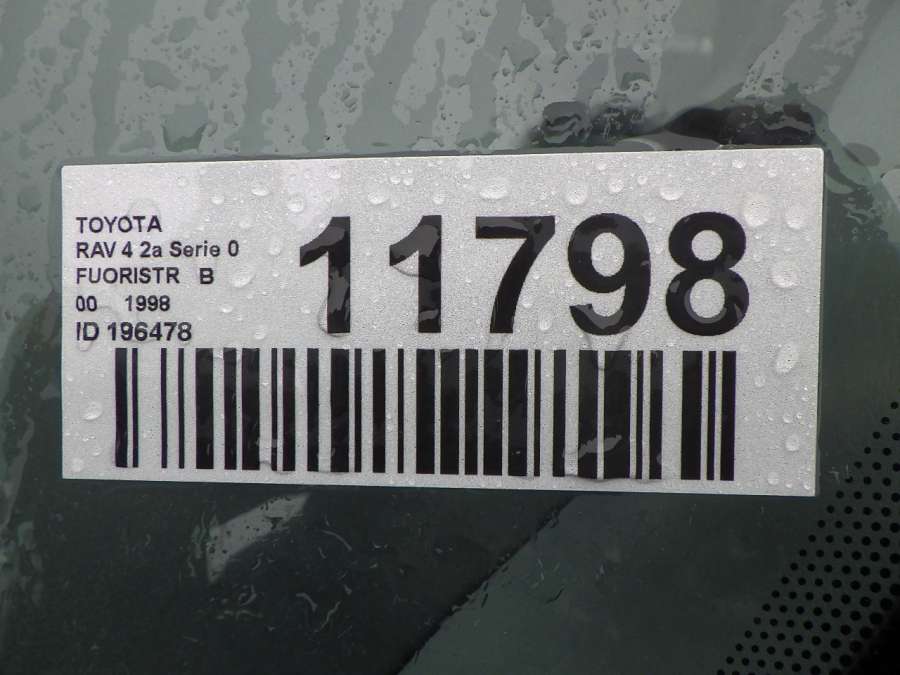 TOYOTA
RAV 4 2a Serie 0
FUORISTR B
00 1998
ID 196478
11798